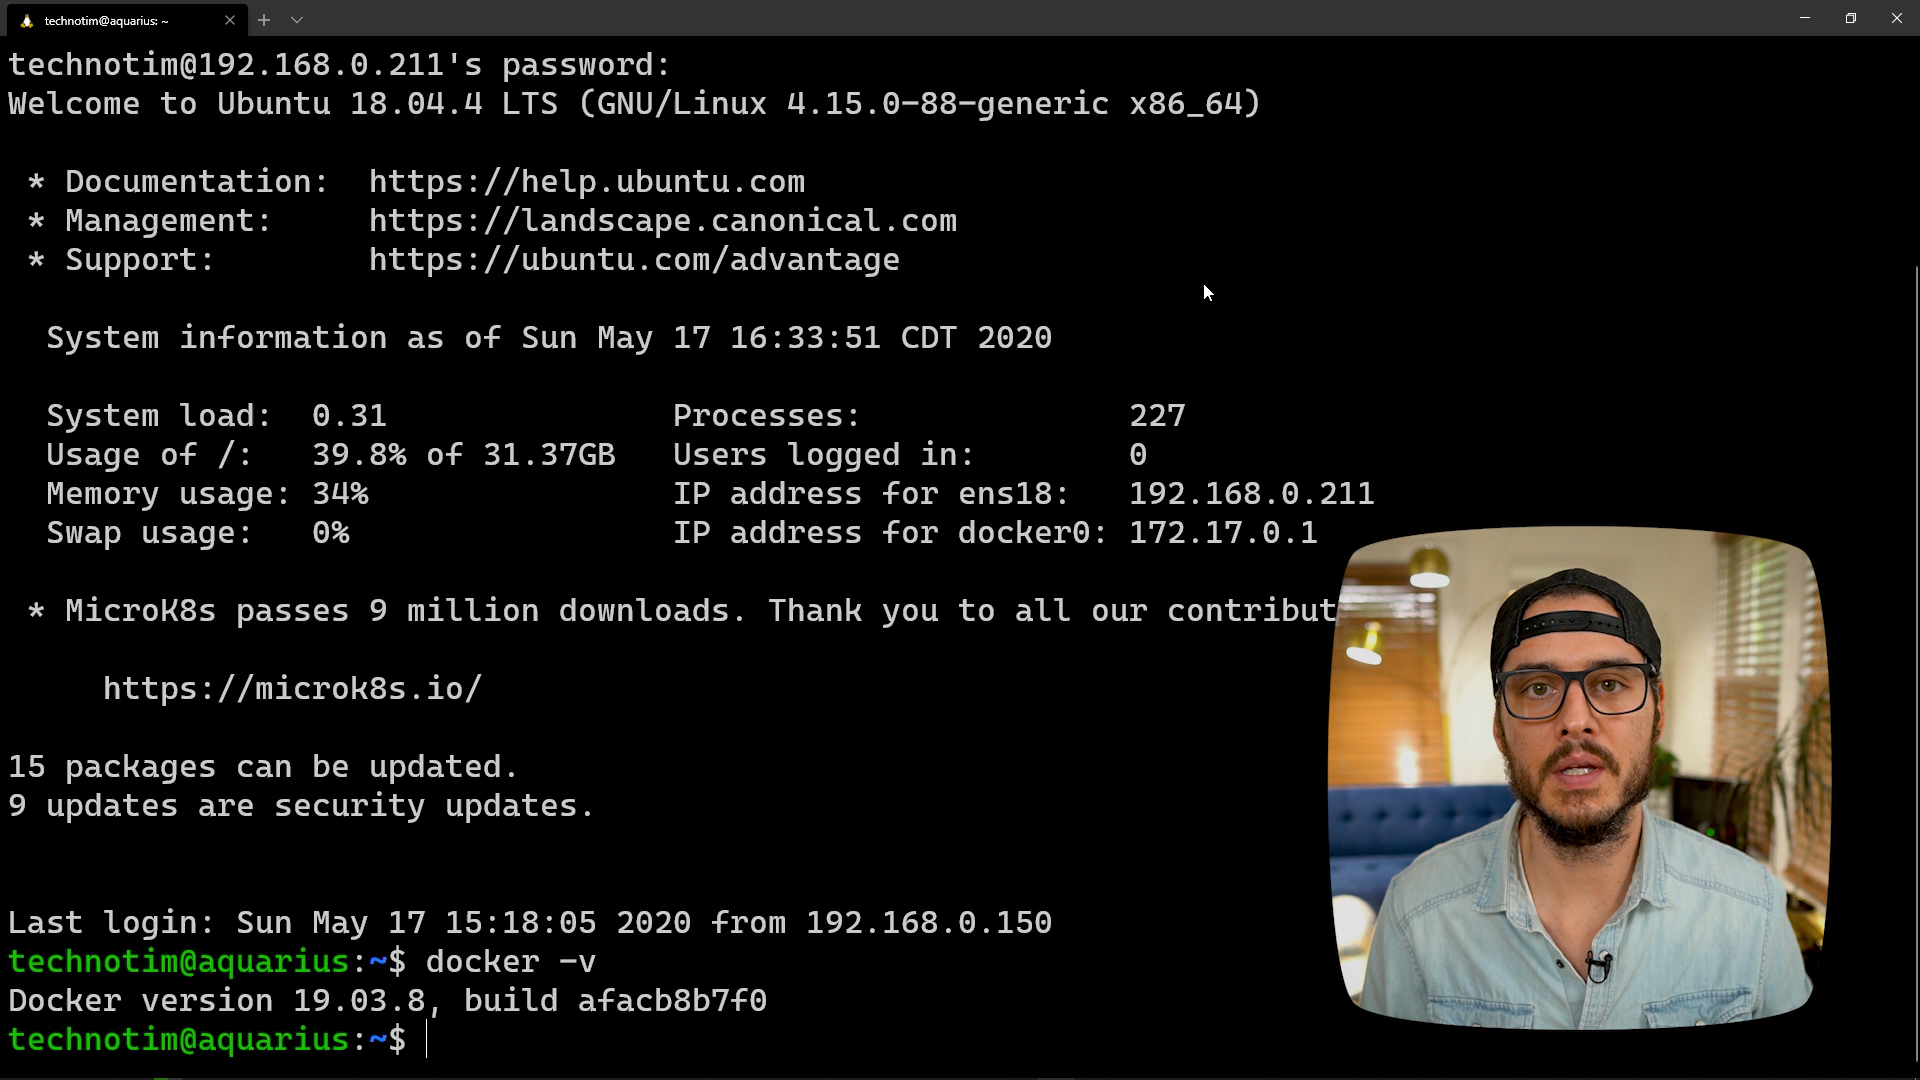 technotim@aquarius: ~
technotim@192.168.0.211's password:
Welcome to Ubuntu 18.04.4 LTS (GNU/Linux 4.15.0-88-generic x86_64)
* Documentation: https://help.ubuntu.com
* Management: https://landscape.canonical.com
* Support: https://ubuntu.com/advantage
System information as of Sun May 17 16:33:51 CDT 2020
System load: 0.31 Processes: 227
Usage of /: 39.8% of 31.37GB Users logged in: 0
Memory usage: 34% IP address for ens18: 192.168.0.211
Swap usage: 0% IP address for docker0: 172.17.0.1
* MicroK8s passes 9 million downloads. Thank you to all our contribut
https://microk8s.io/
15 packages can be updated.
9 updates are security updates.
Last login: Sun May 17 15:18:05 2020 from 192.168.0.150
technotim@aquarius:~$ docker -v
Docker version 19.03.8, build afacb8b7f0
technotim@aquarius:~$